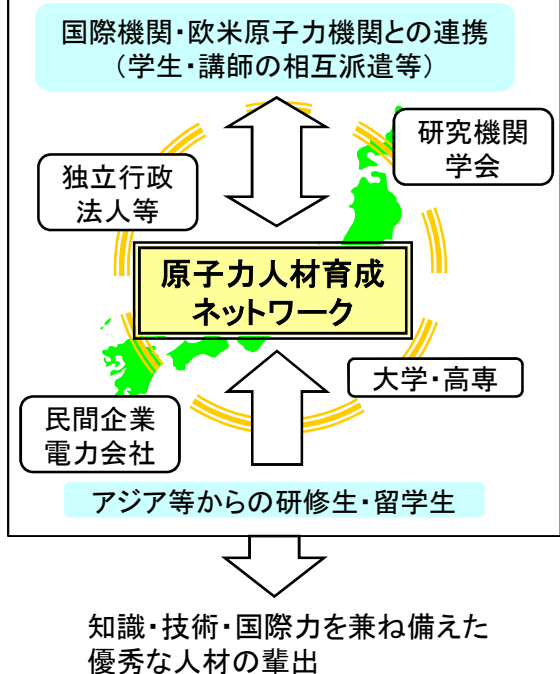 国際機関・欧米原子力機関との連携
（学生・講師の相互派遣等）
研究機関
学会
独立行政
法人等
原子力人材育成
ネットワーク
大学・高専
民間企業
電力会社
アジア等からの研修生・留学生
知識・技術・国際力を兼ね備えた
優秀な人材の輩出